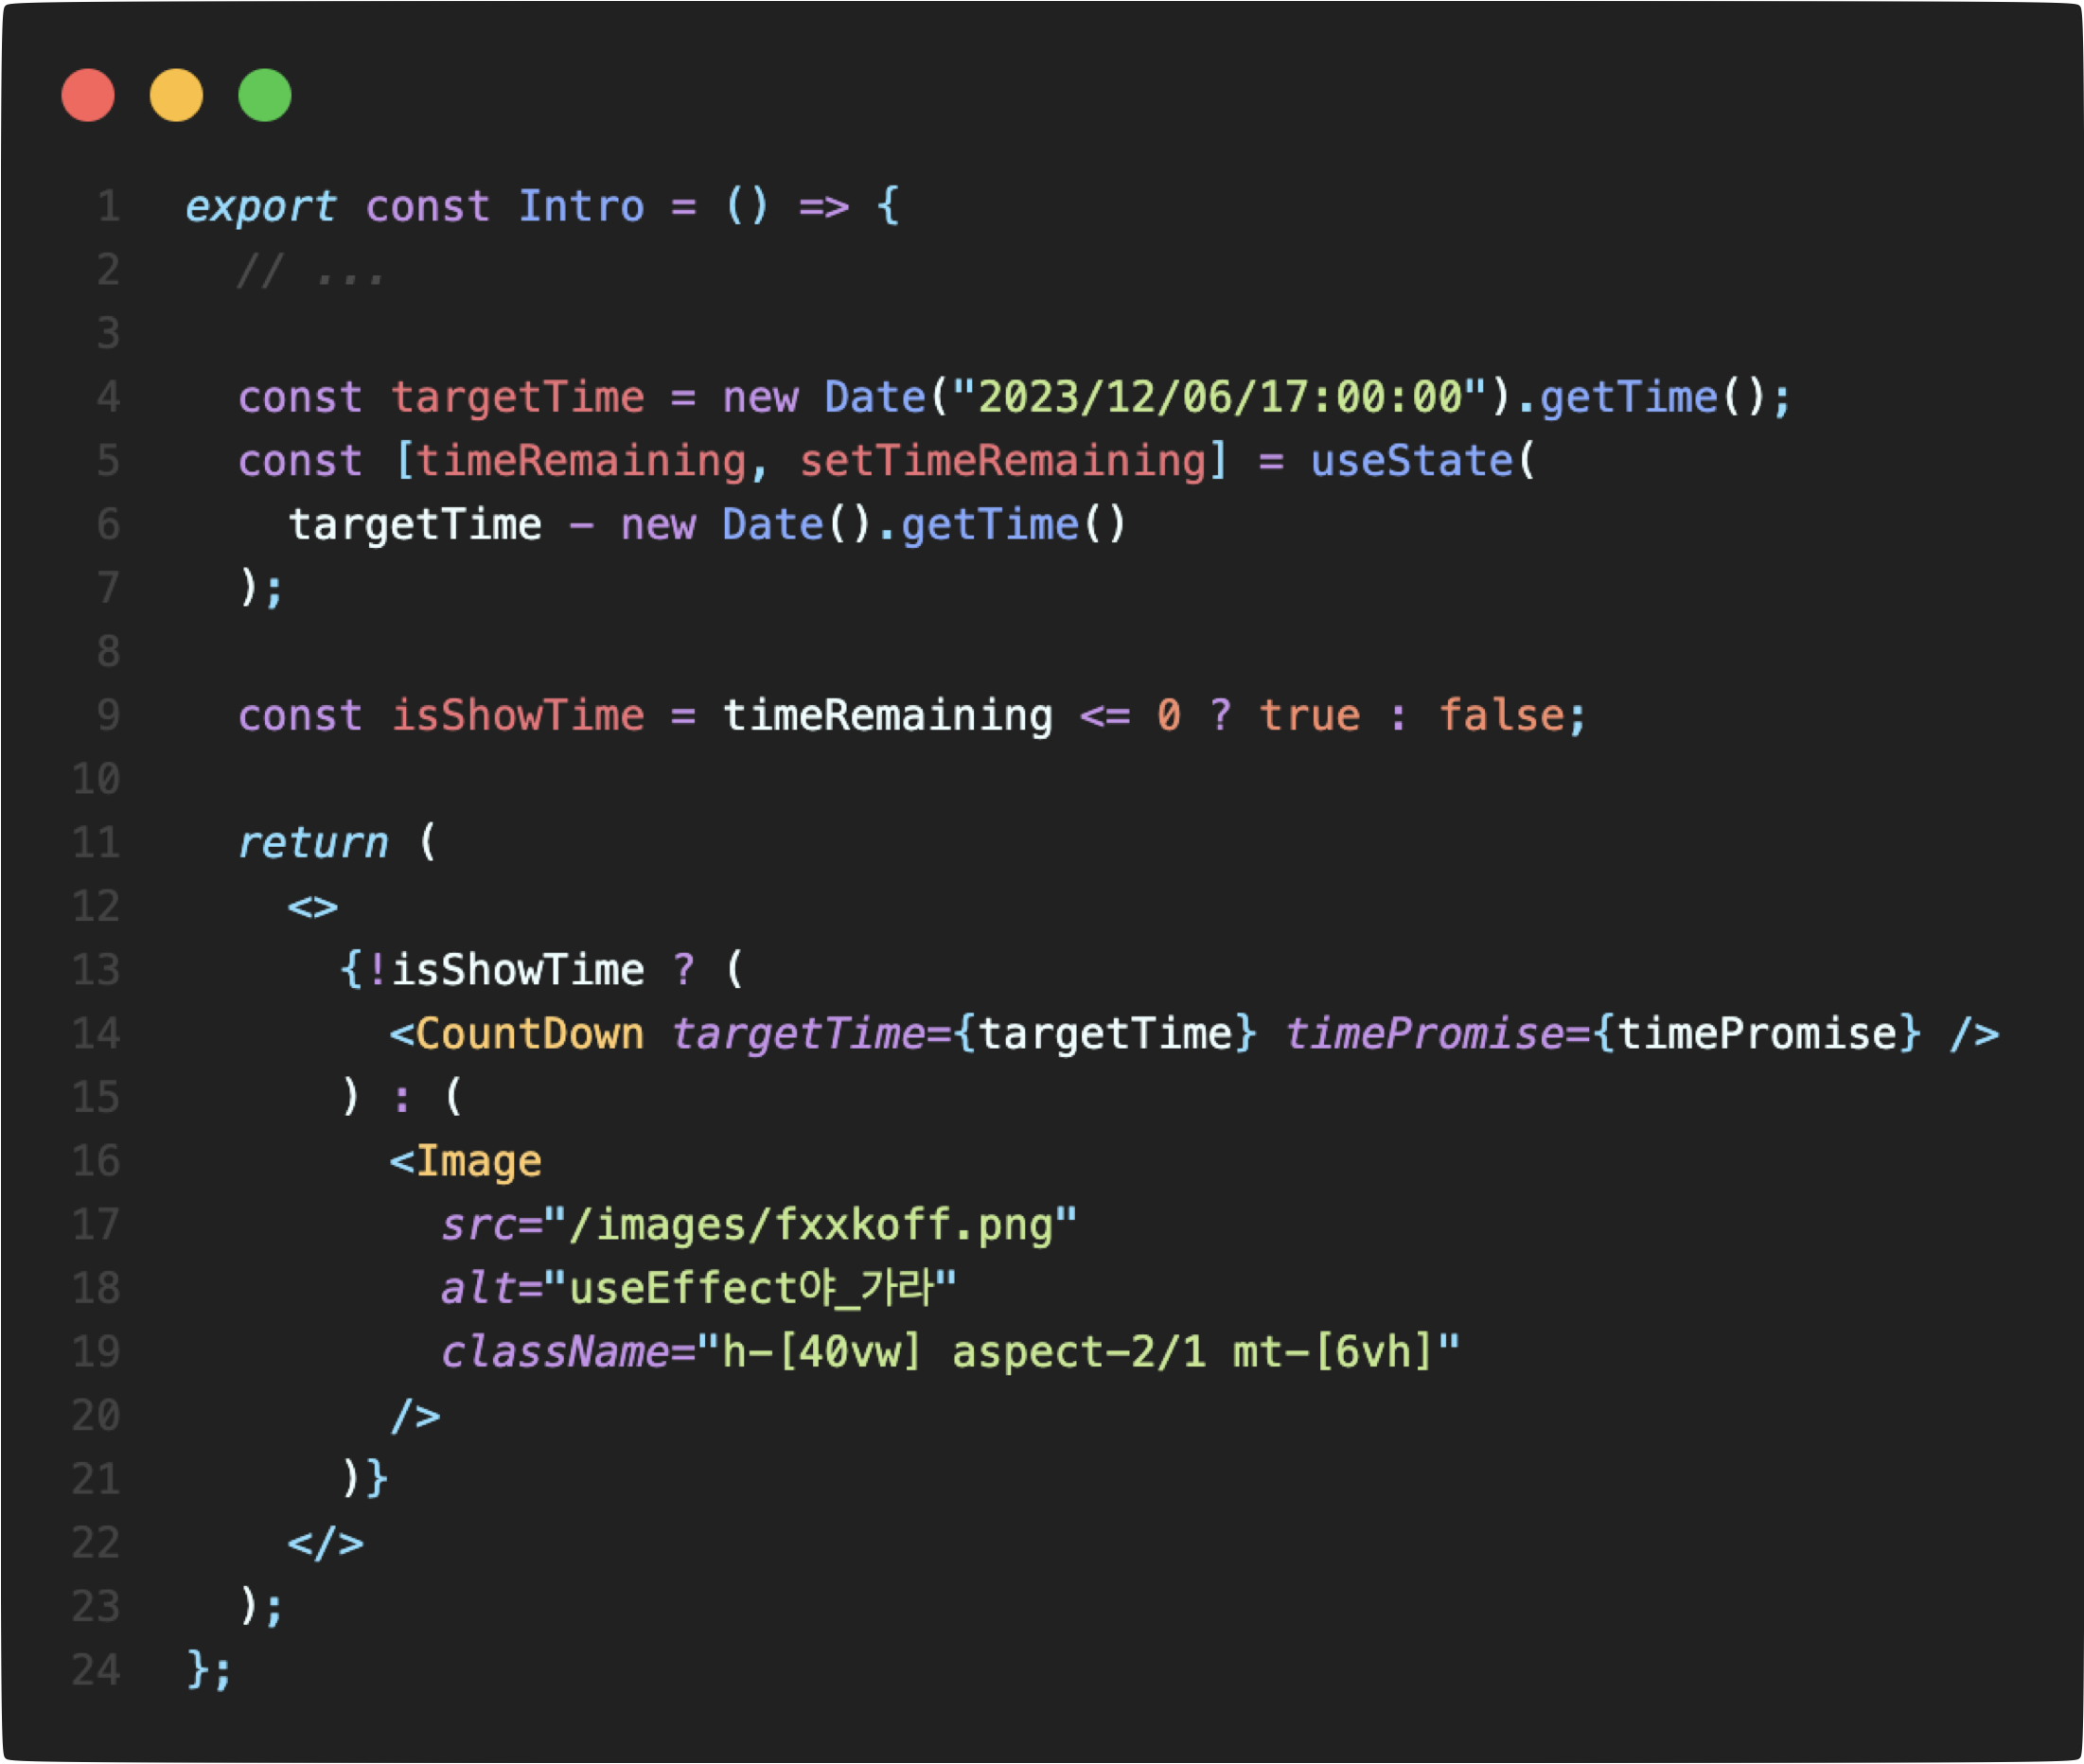 1 export const Intro = () => {
2 // ...
3
4 const targetTime = new Date("2023/12/06/17:00:00").getTime();
5 const [timeRemaining, setTimeRemaining] = useState(
6 targetTime - new Date().getTime()
7 );
8
9 const isShowTime = timeRemaining <= 0 ? true : false;
10
11 return (
12 <>
13 {!isShowTime ? (
14 <CountDown targetTime={targetTime} timePromise={timePromise} />
15 ) : (
16 <Image
17 src="/images/fxxkoff.png"
18 alt="useEffect야_가라"
19 className="h-[40vw] aspect-2/1 mt-[6vh]"
20 />
21 )}
22 </>
23 );
24 };